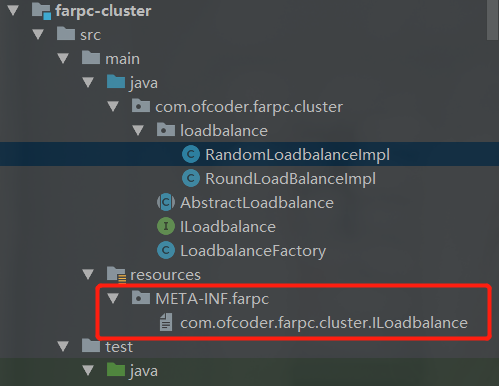 farpc-cluster
src
main
java
com.ofcoder.farpc.cluster
loadbalance
RandomLoadbalanceImpl
RoundLoadBalanceImpl
AbstractLoadbalance
ILoadbalance
LoadbalanceFactory
resources
META-INF.farpc
com.ofcoder.farpc.cluster.ILoadbalance
test
java